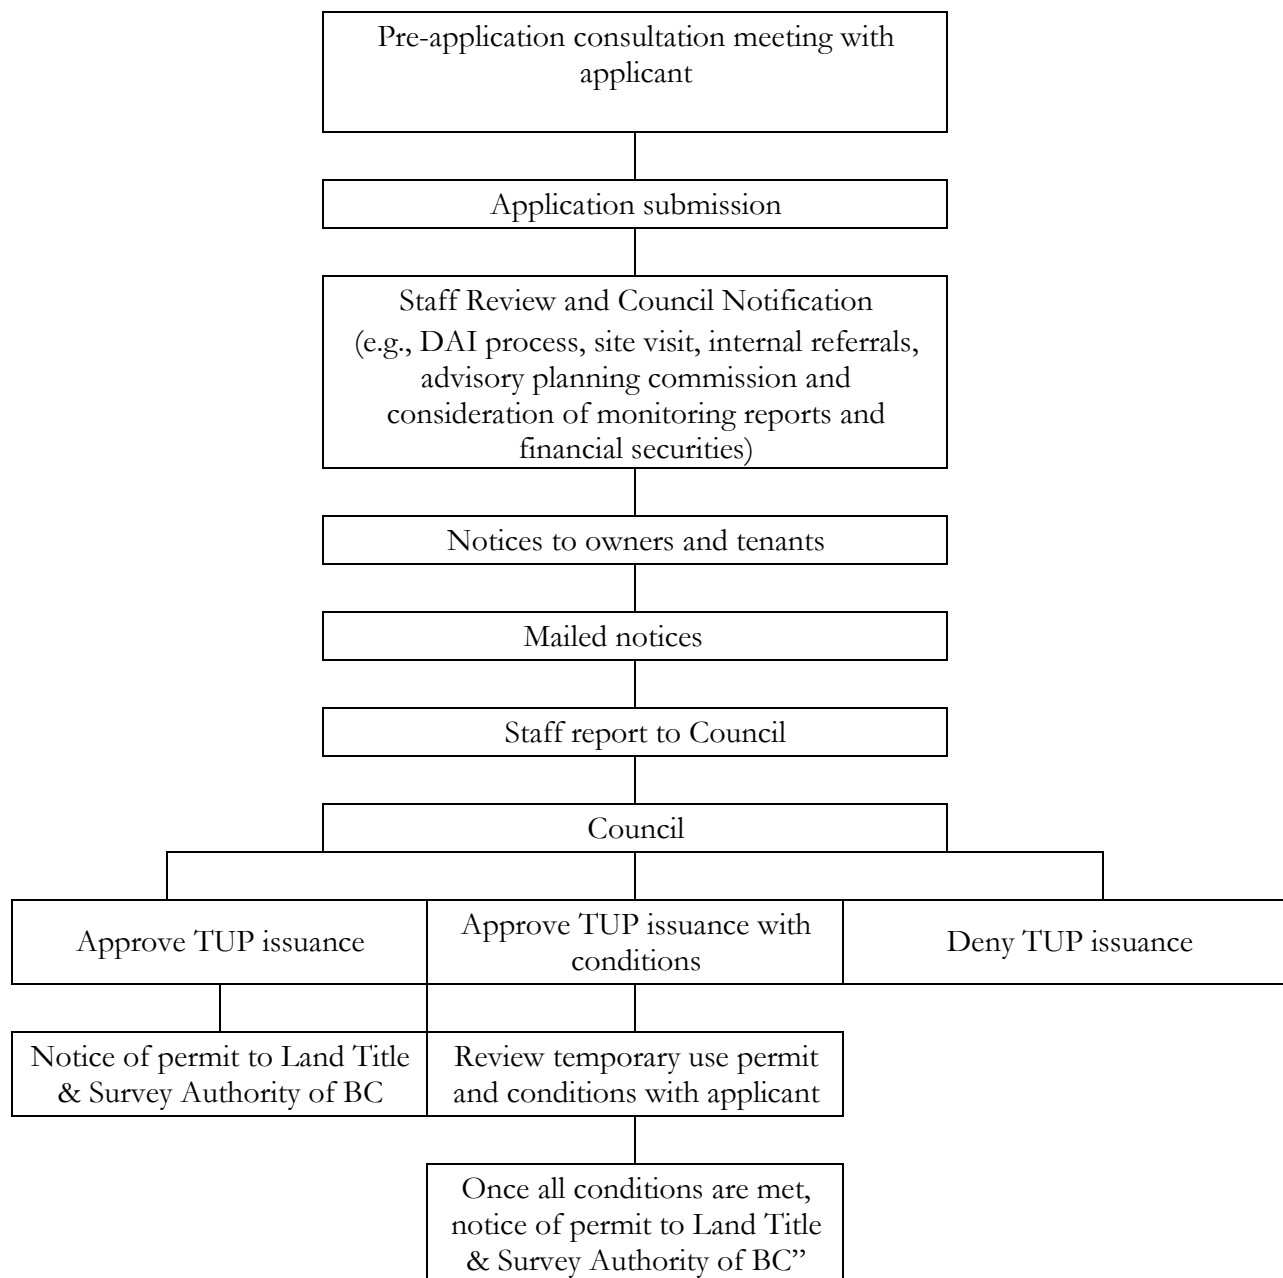 Pre-application consultation meeting with
applicant
Application submission
Staff Review and Council Notification
(e.g., DAI process, site visit, internal referrals,
advisory planning commission and
consideration of monitoring reports and
financial securities)
Notices to owners and tenants
Mailed notices
Staff report to Council
Council
Approve TUP issuance
Approve TUP issuance with
conditions
Deny TUP issuance
Notice of permit to Land Title
& Survey Authority of BC
Review temporary use permit
and conditions with applicant
Once all conditions are met,
notice of permit to Land Title
& Survey Authority of BC”